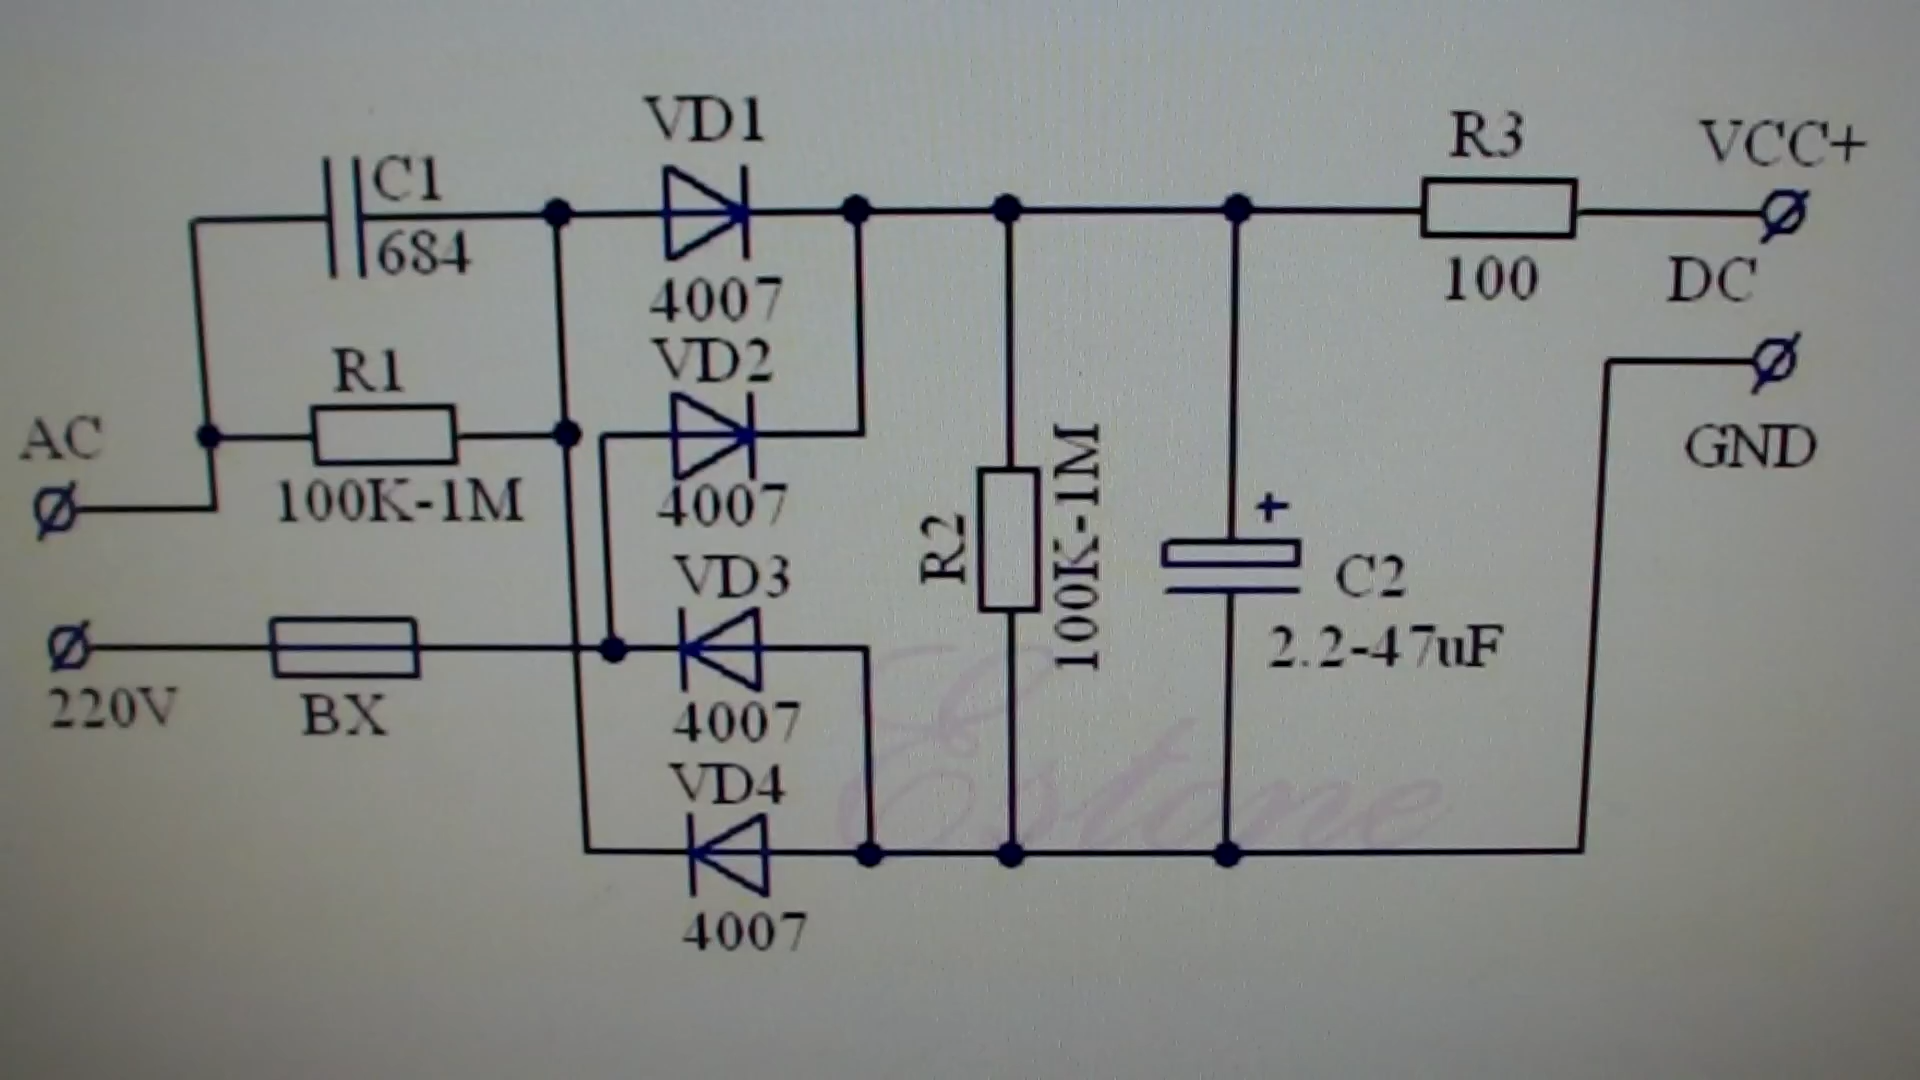 VD1
C1
684
4007
R3
100
VCC+
DC
VD2
4007
R1
100K-1M
AC
GND
R2
100K-1M
+
C2
2.2-47uF
VD3
4007
220V
BX
VD4
4007
Estone